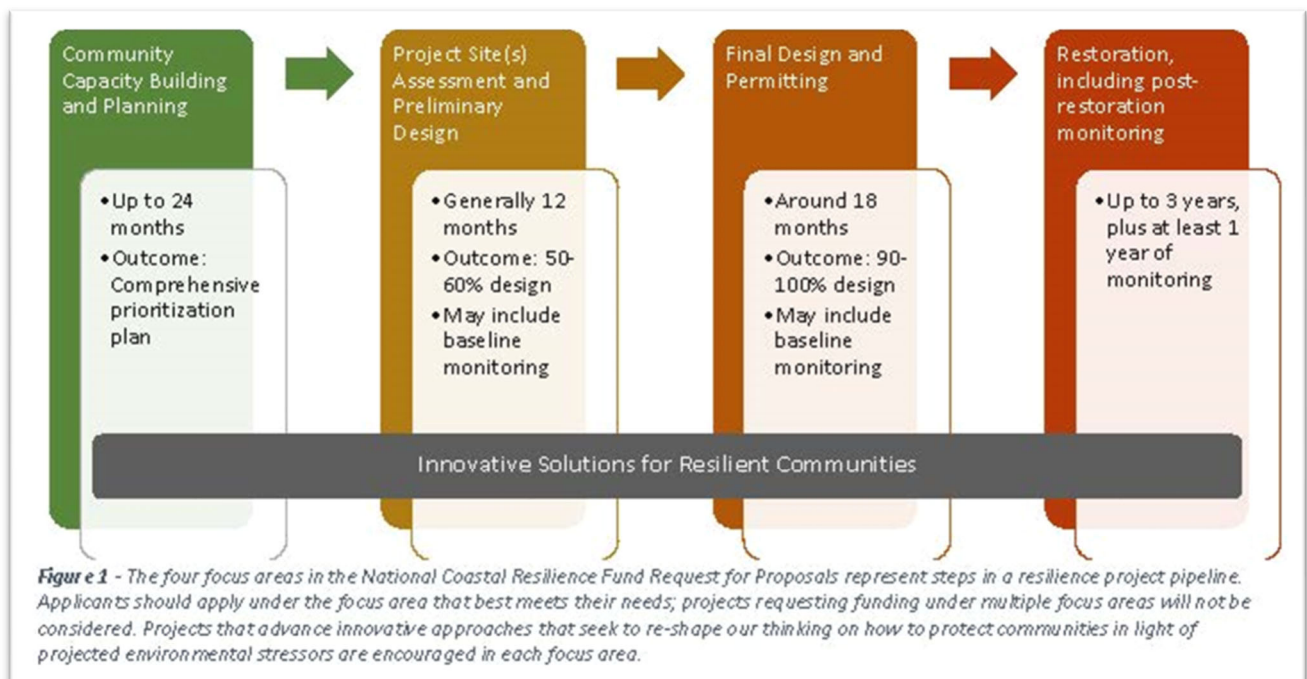 Community
Capacity Building
and Planning
• Up to 24
months
• Outcome:
Comprehensive
prioritization
plan
Project Site(s)
Assessment and
Preliminary
Design
• Generally 12
months
• Outcome: 50-
60% design
• May include
baseline
monitoring
Final Design and
Permitting
• Around 18
months
• Outcome: 90-
100% design
• May include
baseline
monitoring
Restoration,
including post-
restoration
monitoring
• Up to 3 years,
plus at least 1
year of
monitoring
Innovative Solutions for Resilient Communities
Figure 1 - The four focus areas in the National Coastal Resilience Fund Request for Proposals represent steps in a resilience project pipeline.
Applicants should apply under the focus area that best meets their needs; projects requesting funding under multiple focus areas will not be
considered. Projects that advance innovative approaches that seek to re-shape our thinking on how to protect communities in light of
projected environmental stressors are encouraged in each focus area.